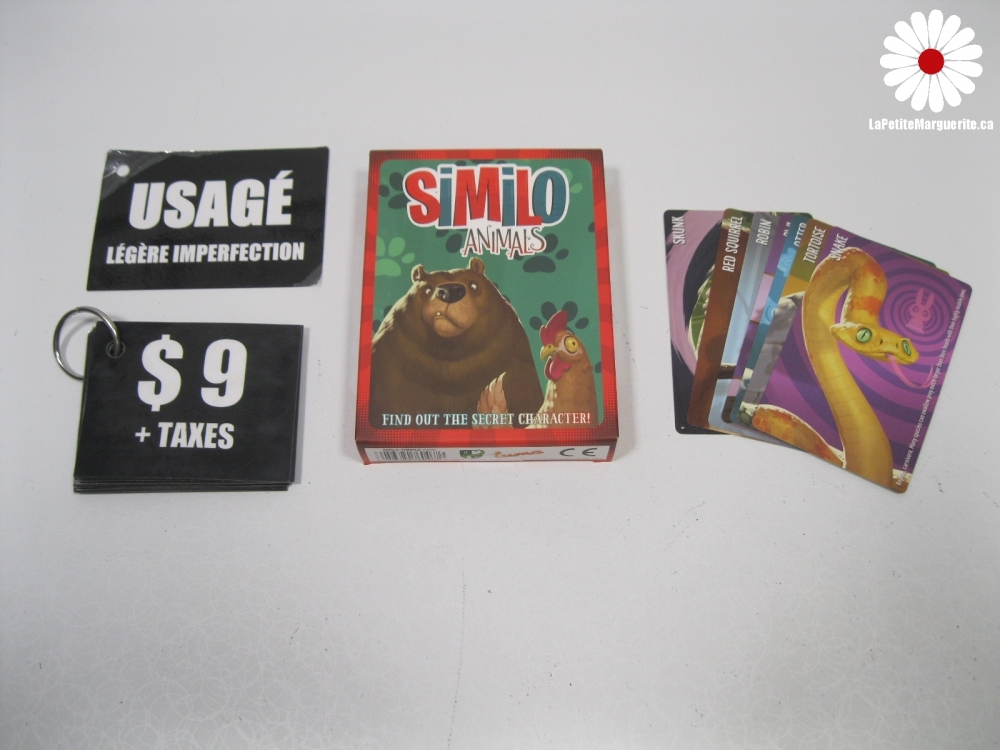 LaPetiteMarguerite.ca
USAGÉ
LÉGÈRE IMPERFECTION
$ 9
+ TAXES
SiMiLO
ANIMALS
FIND OUT THE SECRET CHARACTER!
CE
SKUNK
RED SQUIRREL
ROBIN
OTTER
TORTOISE
SNAKE